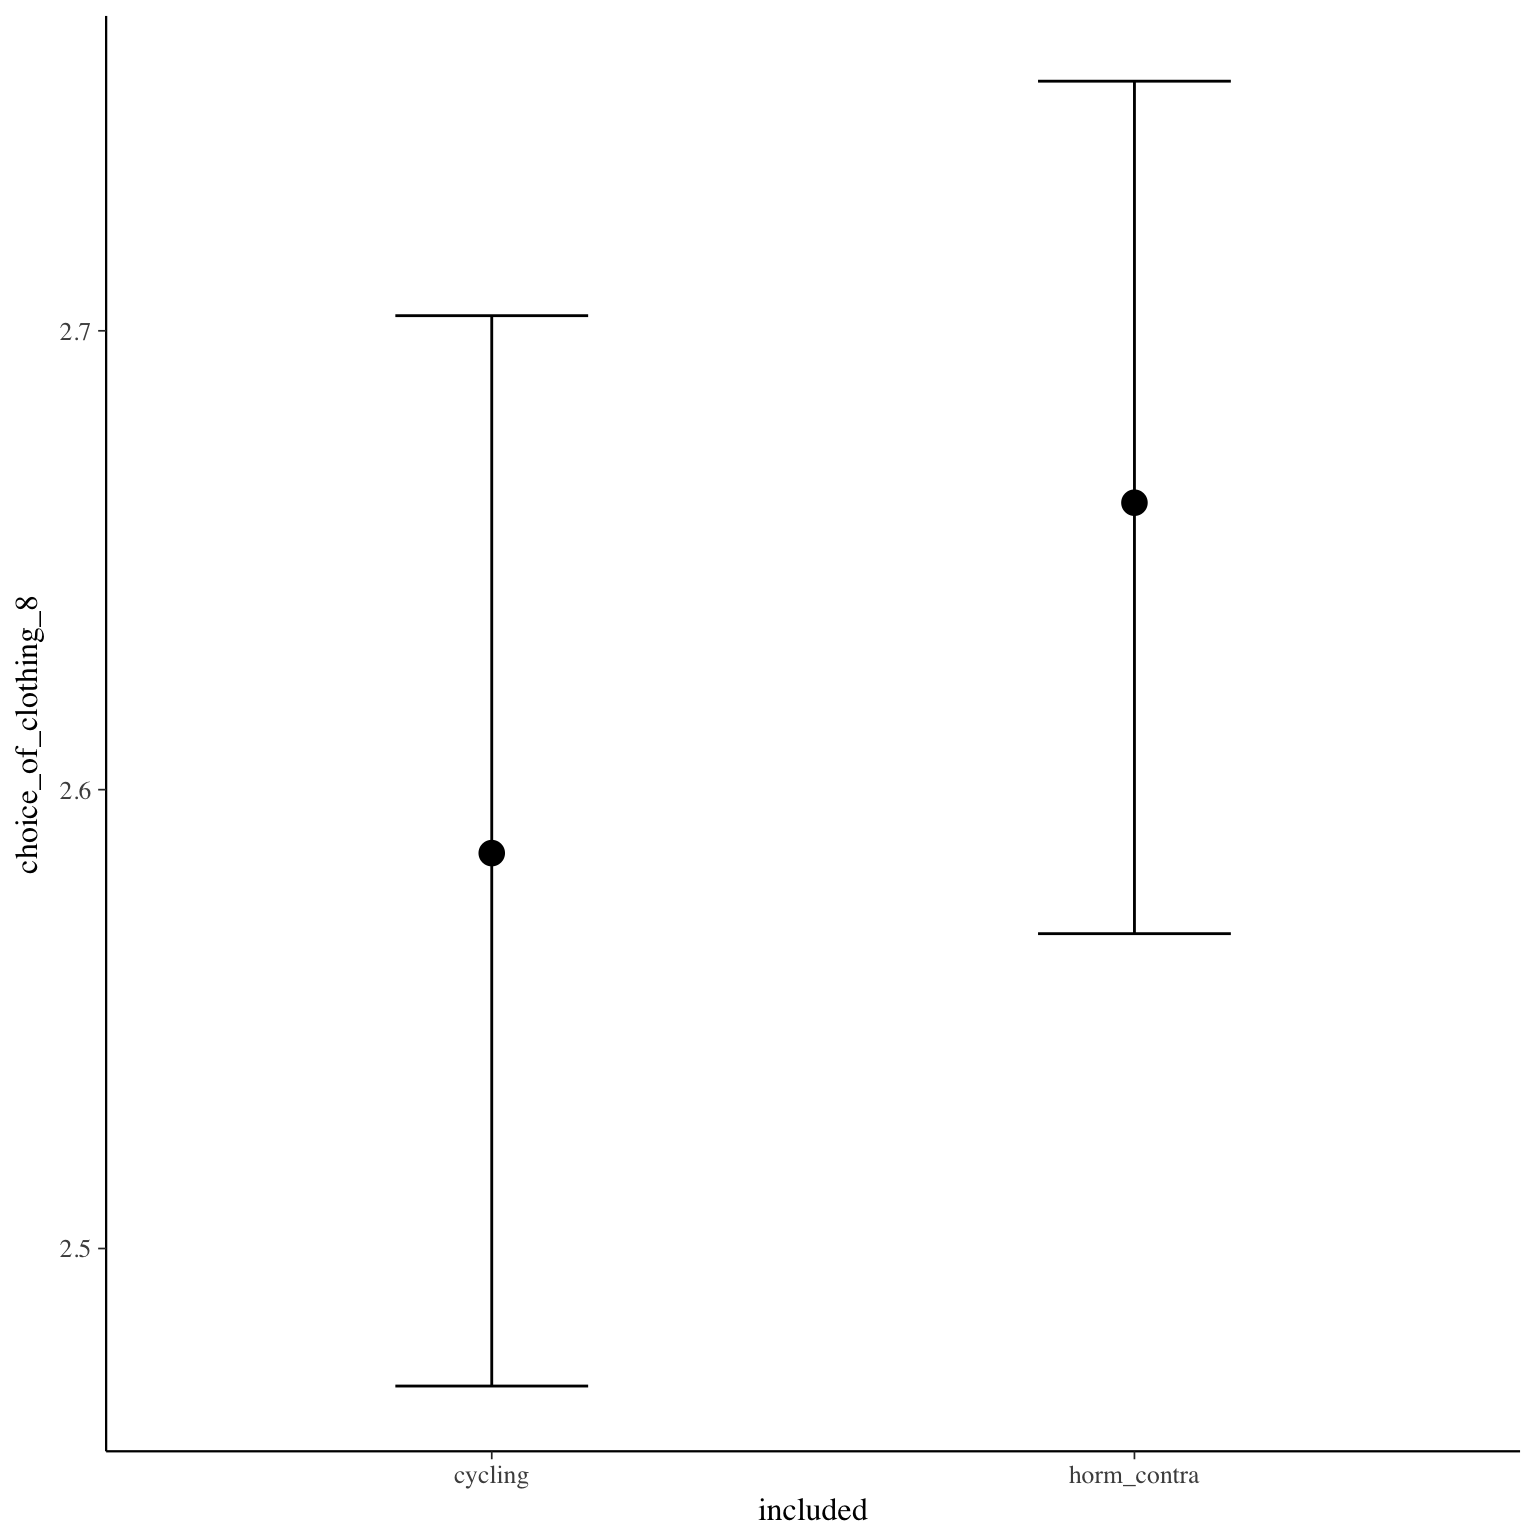 choice_of_clothing_8
2.7
2.6
2.5
cycling
horm_contra
included